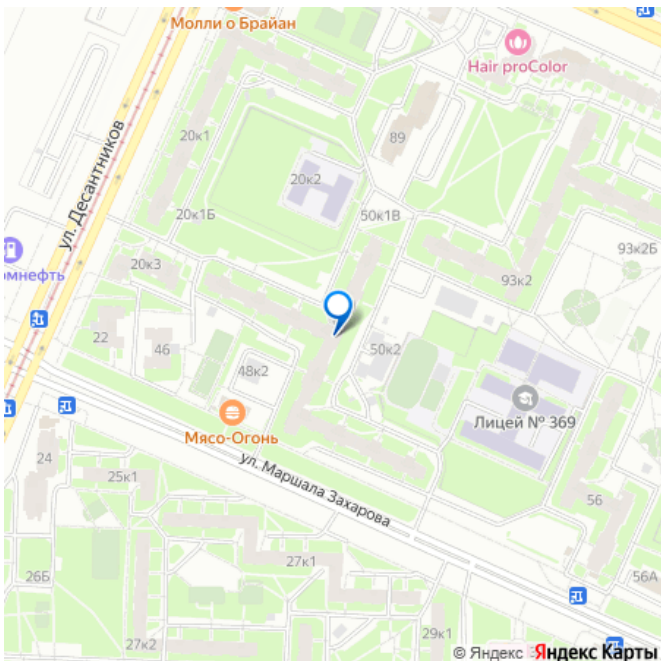 Молли о Брайан
Hair proColor
20к1
89
ул. Десантников
20к2
20к1Б
50к1В
93к2Б
омнефть
20к3
93к2
22
46
50к2
48к2
Лицей № 369
Мясо-Огонь
24
ул. Маршала Захарова
25к1
56
27к1
26Б
56А
29к1
27к2
© Яндекс
Яндекс Карты